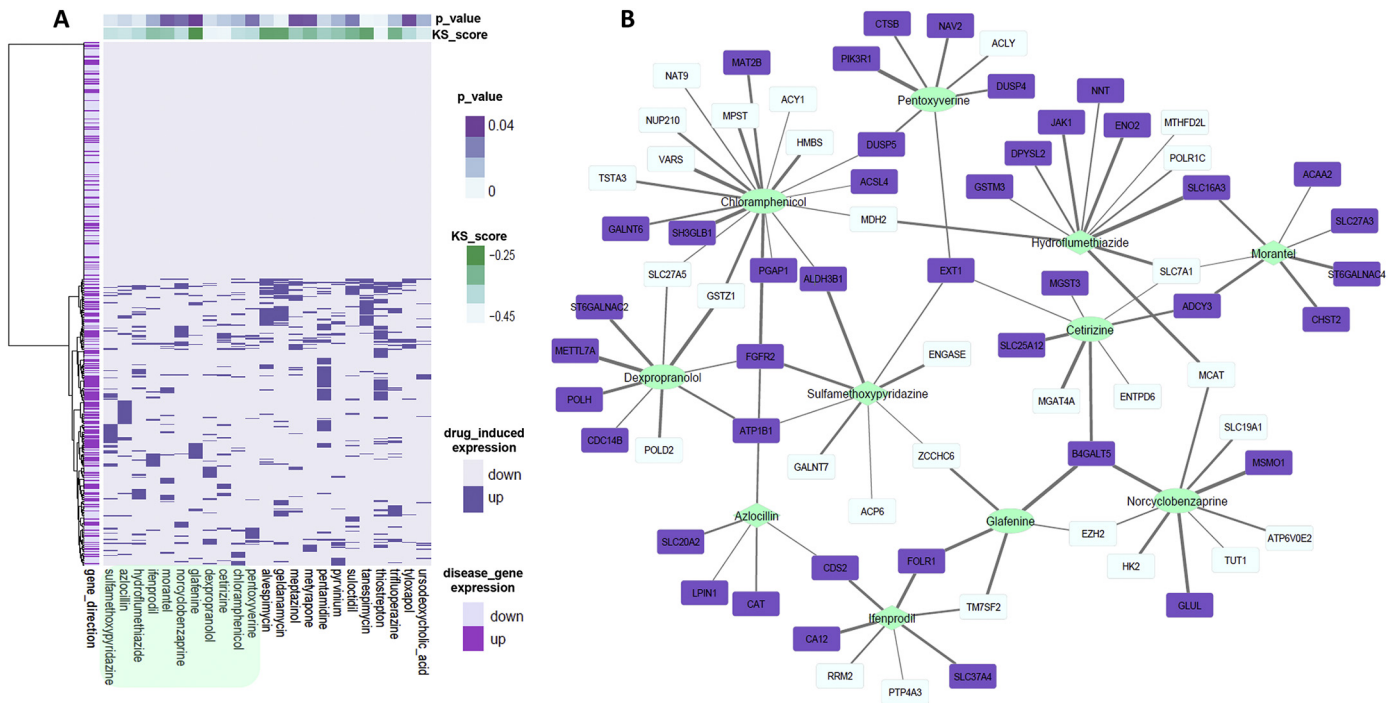 A
p_value
KS_score
p_value
0.04
0
KS_score
−0.25
−0.45
drug_induced
expression
down
up
disease_gene
expression
down
up
gene_direction
sulfamethoxypyridazine
azlocillin
hydroflumethiazide
ifenprodil
morantel
norcyclobenzaprine
glafenine
dexpropranolol
cetirizine
chloramphenicol
pentoxyverine
alvespimycin
geldanamycin
meptazinol
metyrapone
pentamidine
pyrvinium
suloctidil
tanespimycin
thiostrepton
trifluoperazine
tyloxapol
ursodeoxycholic_acid
B
CTSB
NAV2
ACLY
PIK3R1
DUSP4
Pentoxyverine
MAT2B
NAT9
ACY1
MPST
NUP210
HMBS
VARS
TSTA3
DUSP5
ACSL4
Chloramphenicol
MDH2
GALNT6
SH3GLB1
SLC27A5
PGAP1
ALDH3B1
GSTZ1
EXT1
NNT
JAK1
ENO2
MTHFD2L
DPYSL2
POLR1C
GSTM3
SLC16A3
ACAA2
SLC27A3
Hydroflumethiazide
Morantel
SLC7A1
ST6GALNAC4
MGST3
ADCY3
CHST2
Cetirizine
SLC25A12
MCAT
MGAT4A
ENTPD6
ST6GALNAC2
METTL7A
FGFR2
ENGASE
Dexpropranolol
Sulfamethoxypyridazine
POLH
CDC14B
POLD2
ATP1B1
GALNT7
ZCCHC6
B4GALT5
SLC19A1
MSMO1
Norcyclobenzaprine
ACP6
Azlocillin
Glafenine
EZH2
ATP6V0E2
HK2
TUT1
SLC20A2
LPIN1
CAT
CDS2
FOLR1
TM7SF2
GLUL
Ifenprodil
CA12
RRM2
PTP4A3
SLC37A4